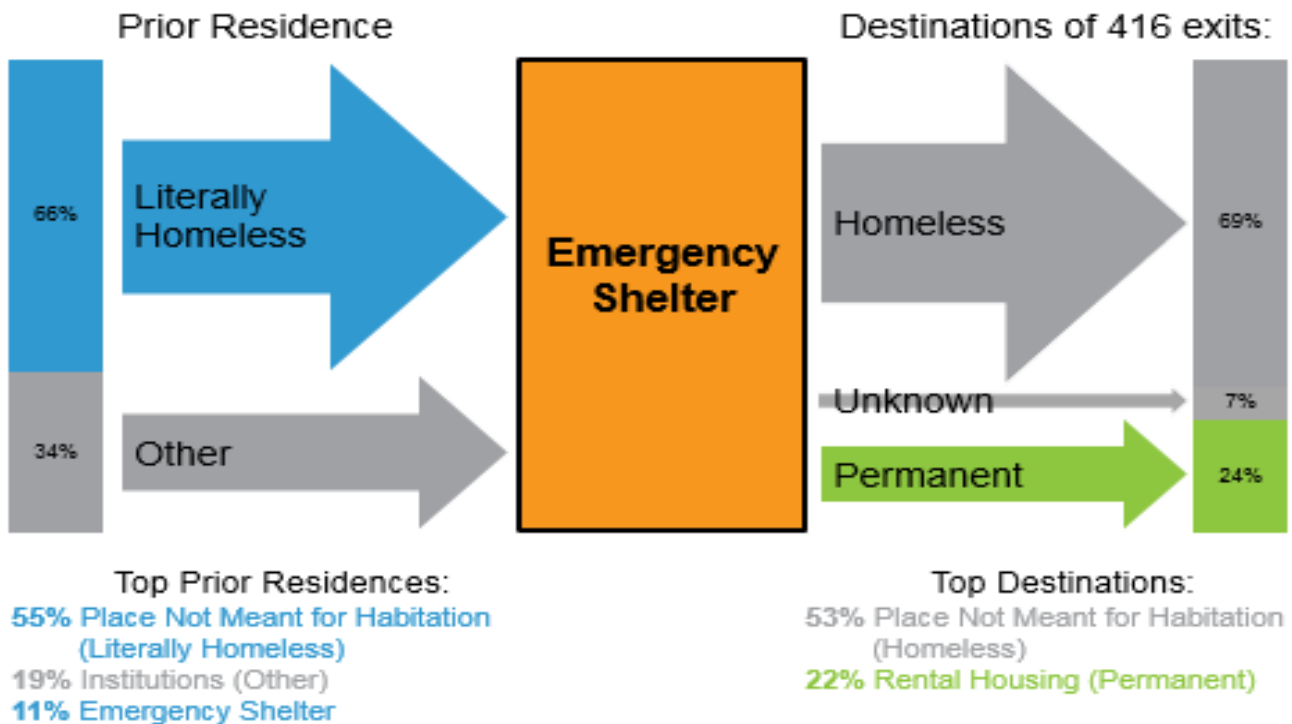 Prior Residence
Destinations of 416 exits:
66%
Literally
Homeless
34%
Other
Emergency
Shelter
Homeless
69%
Unknown
7%
Permanent
24%
Top Prior Residences:
55% Place Not Meant for Habitation
(Literally Homeless)
19% Institutions (Other)
11% Emergency Shelter
Top Destinations:
53% Place Not Meant for Habitation
(Homeless)
22% Rental Housing (Permanent)